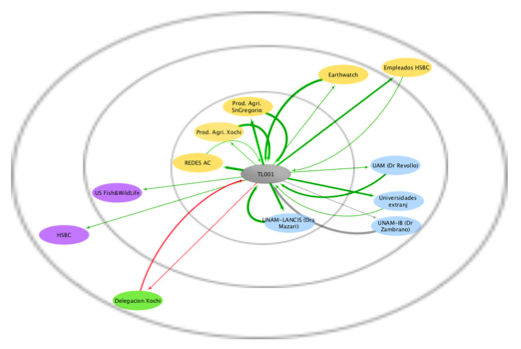 Earthwatch
Empleados HSBC
Prod. Agri.
SnGregorio
Prod. Agri. Xochi
REDES AC
TL001
UAM (Dr Revollo)
US Fish&WildLife
Universidades
extranj
UNAM-LANCIS (Dra
Mazari)
UNAM-IB (Dr
Zambrano)
HSBC
Delegacion Xochi